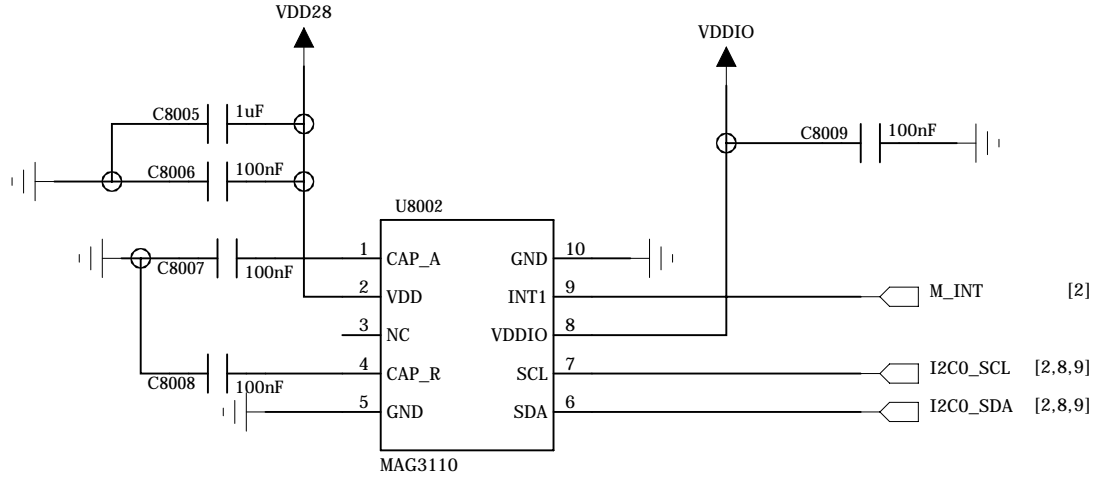 VDD28
VDDIO
C8005 1uF
C8009 100nF
C8006 100nF
U8002
1 CAP_A GND 10
C8007 100nF
2 VDD INT1 9 M_INT [2]
3 NC VDDIO 8
4 CAP_R SCL 7 I2C0_SCL [2,8,9]
C8008 100nF
5 GND SDA 6 I2C0_SDA [2,8,9]
MAG3110